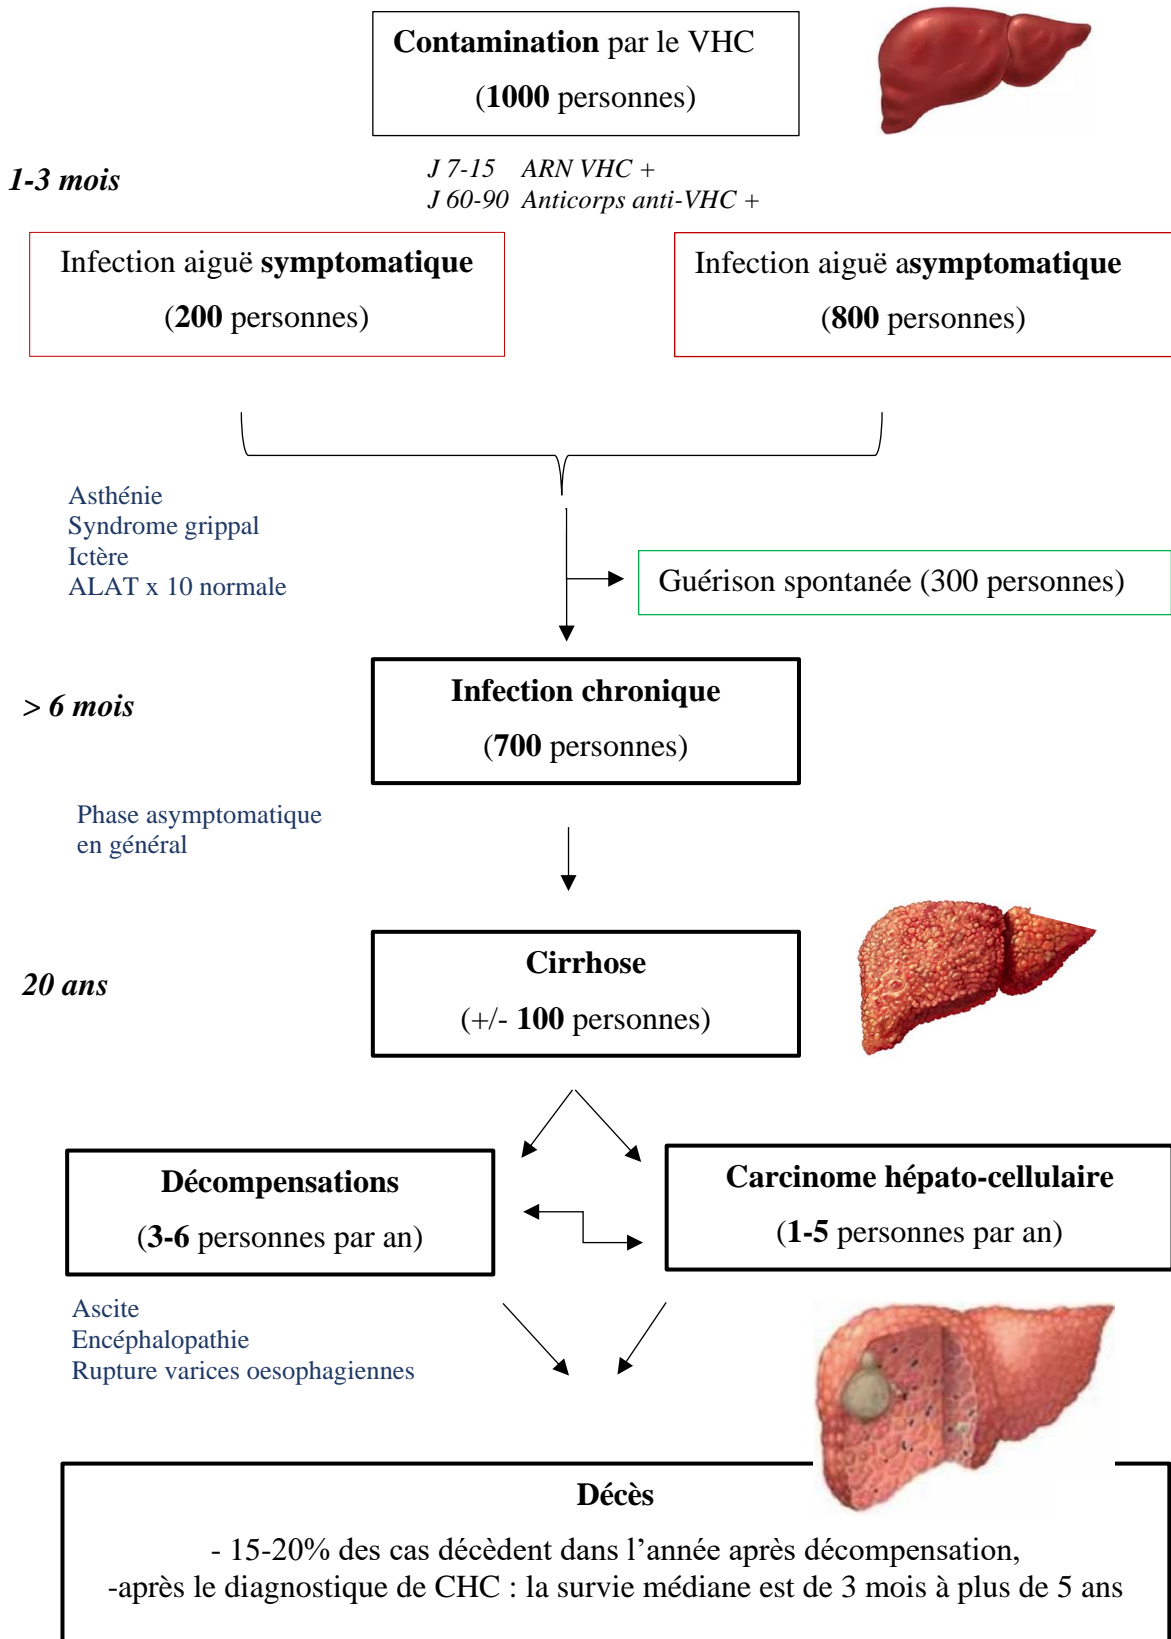 Contamination par le VHC
(1000 personnes)
1-3 mois
J 7-15 ARN VHC +
J 60-90 Anticorps anti-VHC +
Infection aiguë symptomatique
(200 personnes)
Infection aiguë asymptomatique
(800 personnes)
Asthénie
Syndrome grippal
Ictère
ALAT x 10 normale
Guérison spontanée (300 personnes)
> 6 mois
Infection chronique
(700 personnes)
Phase asymptomatique
en général
20 ans
Cirrhose
(+/- 100 personnes)
Décompensations
(3-6 personnes par an)
Carcinome hépato-cellulaire
(1-5 personnes par an)
Ascite
Encéphalopathie
Rupture varices oesophagiennes
Décès
- 15-20% des cas décèdent dans l’année après décompensation,
-après le diagnostique de CHC : la survie médiane est de 3 mois à plus de 5 ans